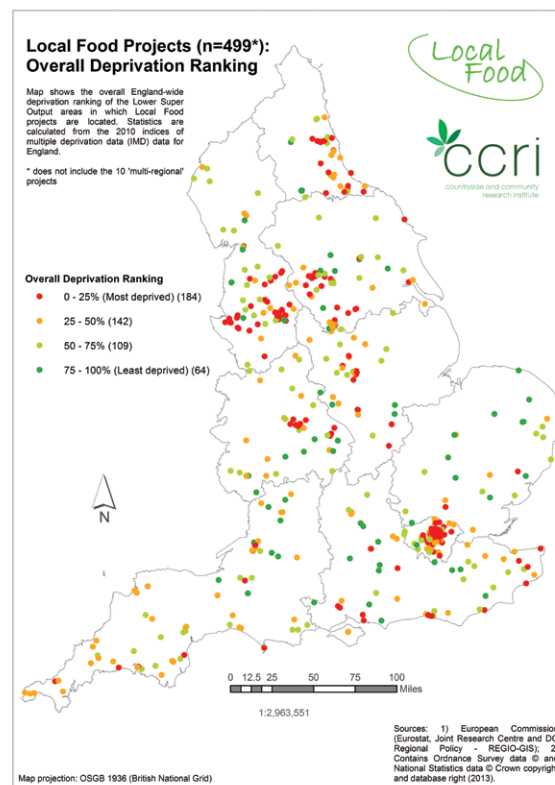 Local Food Projects (n=499*):
Overall Deprivation Ranking
Map shows the overall England-wide
deprivation ranking of the Lower Super
Output areas in which Local Food
projects are located. Statistics are
calculated from the 2010 indices of
multiple deprivation data (IMD) data for
England.
* does not include the 10 'multi-regional'
projects
Local
Food
ccri
countryside and community
research institute
Overall Deprivation Ranking
0 - 25% (Most deprived) (184)
25 - 50% (142)
50 - 75% (109)
75 - 100% (Least deprived) (64)
N
0 12.5 25 50 75 100
Miles
1:2,963,551
Sources: 1) European Commission
(Eurostat, Joint Research Centre and DG
Regional Policy - REGIO-GIS); 2
Contains Ordnance Survey data © and
National Statistics data © Crown copyright
and database right (2013).
Map projection: OSGB 1936 (British National Grid)